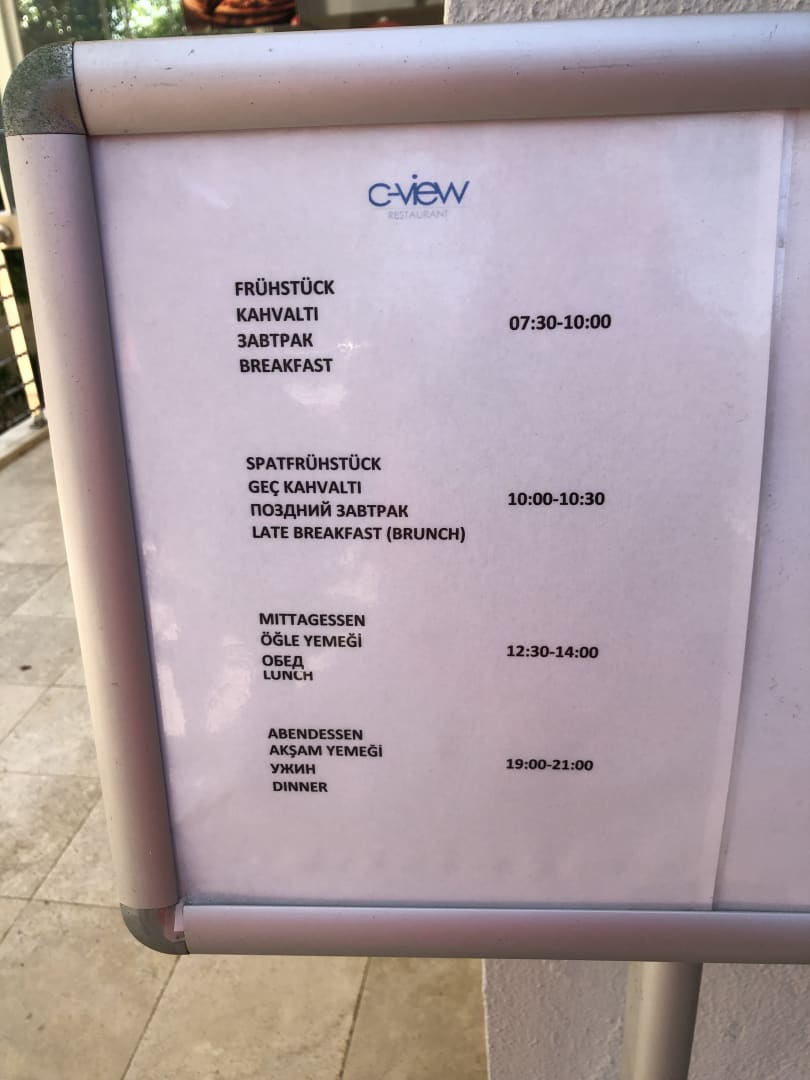 c-view
RESTAURANT
FRÜHSTÜCK
KAHVALTI
ЗАВТРАК
BREAKFAST
07:30-10:00
SPATFRÜHSTÜCK
GEÇ KAHVALTI
ПОЗДНИЙ ЗАВТРАК
LATE BREAKFAST (BRUNCH)
10:00-10:30
MITTAGESSEN
ÖĞLE YEMEĞİ
ОБЕД
LUNCH
12:30-14:00
ABENDESSEN
AKŞAM YEMEĞİ
УЖИН
DINNER
19:00-21:00